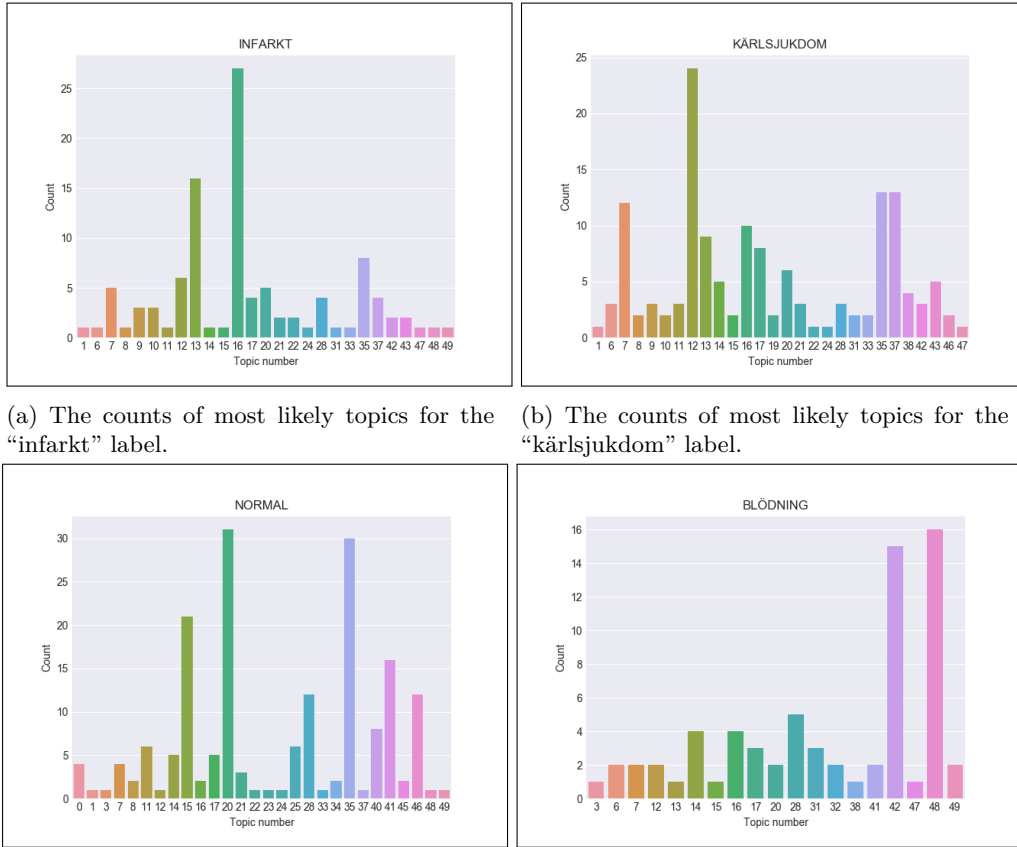 INFARKT
Count
25
20
15
10
5
0
1 6 7 8 9 10 11 12 13 14 15 16 17 20 21 22 24 28 31 33 35 37 42 43 47 48 49
Topic number
KÄRLSJUKDOM
Count
25
20
15
10
5
0
1 6 7 8 9 10 11 12 13 14 15 16 17 19 20 21 22 24 28 32 33 35 37 38 42 43 46 47
Topic number
(a) The counts of most likely topics for the
“infarkt” label.
(b) The counts of most likely topics for the
“kärlsjukdom” label.
NORMAL
Count
30
25
20
15
10
5
0
0 1 3 7 8 11 12 14 15 16 17 20 21 22 23 24 25 28 33 34 35 37 40 41 45 46 48 49
Topic number
BLÖDNING
Count
16
14
12
10
8
6
4
2
0
3 6 7 12 13 14 15 16 17 20 28 31 32 38 41 42 47 48 49
Topic number